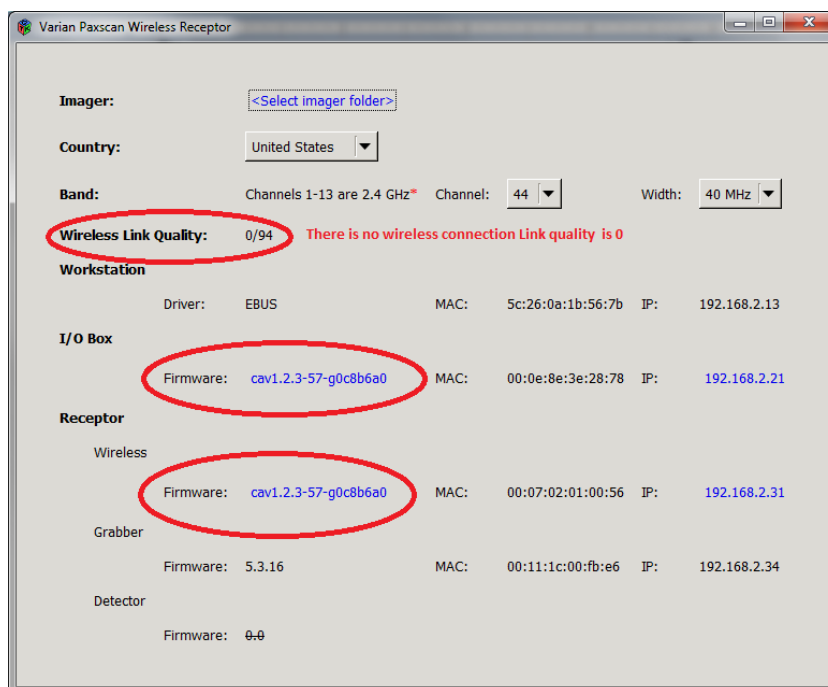 Varian Paxscan Wireless Receptor
Imager: <Select imager folder>
Country: United States
Band: Channels 1-13 are 2.4 GHz* Channel: 44 Width: 40 MHz
Wireless Link Quality: 0/94 There is no wireless connection Link quality is 0
Workstation
Driver: EBUS MAC: 5c:26:0a:1b:56:7b IP: 192.168.2.13
I/O Box
Firmware: cav1.2.3-57-g0c8b6a0 MAC: 00:0e:8e:3e:28:78 IP: 192.168.2.21
Receptor
Wireless
Firmware: cav1.2.3-57-g0c8b6a0 MAC: 00:07:02:01:00:56 IP: 192.168.2.31
Grabber
Firmware: 5.3.16 MAC: 00:11:1c:00:fb:e6 IP: 192.168.2.34
Detector
Firmware: 0.0